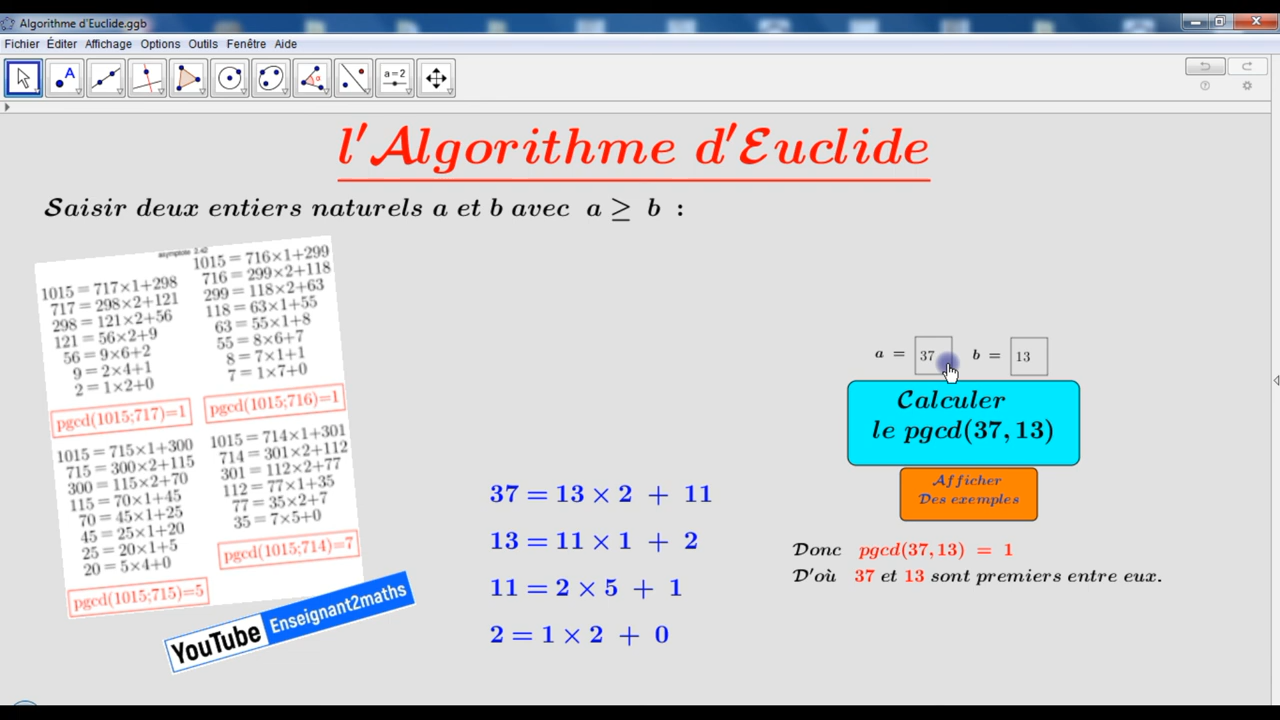 Algorithme d'Euclide.ggb
Fichier Éditer Affichage Options Outils Fenêtre Aide
A
α
a=2
l'Algorithme d'Euclide
Saisir deux entiers naturels a et b avec a ≥ b :
asymptote 2.42
1015 = 717×1+298
717 = 298×2+121
298 = 121×2+56
121 = 56×2+9
56 = 9×6+2
9 = 2×4+1
2 = 1×2+0
pgcd(1015;717)=1
1015 = 716×1+299
716 = 299×2+118
299 = 118×2+63
118 = 63×1+55
63 = 55×1+8
55 = 8×6+7
8 = 7×1+1
7 = 1×7+0
pgcd(1015;716)=1
1015 = 715×1+300
715 = 300×2+115
300 = 115×2+70
115 = 70×1+45
70 = 45×1+25
45 = 25×1+20
25 = 20×1+5
20 = 5×4+0
pgcd(1015;715)=5
1015 = 714×1+301
714 = 301×2+112
301 = 112×2+77
112 = 77×1+35
77 = 35×2+7
35 = 7×5+0
pgcd(1015;714)=7
YouTube Enseignant2maths
37 = 13 × 2 + 11
13 = 11 × 1 + 2
11 = 2 × 5 + 1
2 = 1 × 2 + 0
a = 37 b = 13
Calculer
le pgcd(37,13)
Afficher
Des exemples
Donc pgcd(37,13) = 1
D'où 37 et 13 sont premiers entre eux.